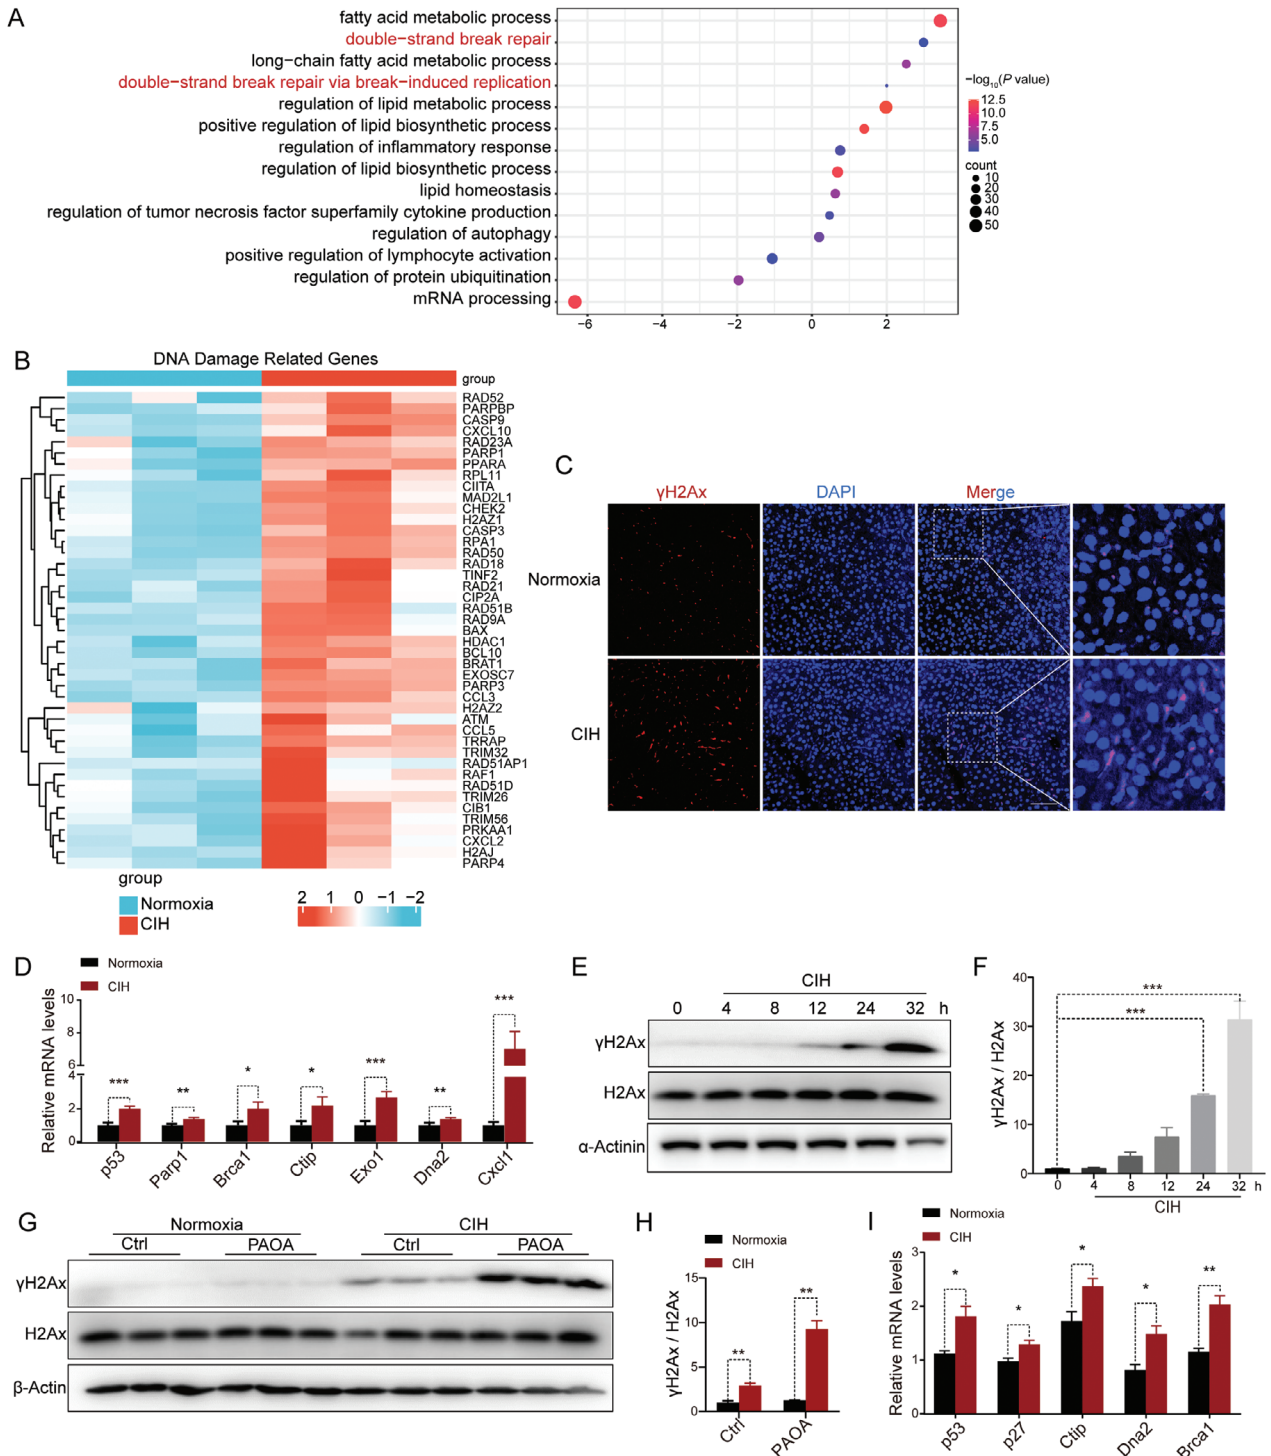 A
fatty acid metabolic process
double−strand break repair
long−chain fatty acid metabolic process
double−strand break repair via break−induced replication
regulation of lipid metabolic process
positive regulation of lipid biosynthetic process
regulation of inflammatory response
regulation of lipid biosynthetic process
lipid homeostasis
regulation of tumor necrosis factor superfamily cytokine production
regulation of autophagy
positive regulation of lymphocyte activation
regulation of protein ubiquitination
mRNA processing
−6 −4 −2 0 2
−log10(P value)
12.5
10.0
7.5
5.0
count
10
20
30
40
50
B
DNA Damage Related Genes
group
RAD52
PARPBP
CASP9
CXCL10
RAD23A
PARP1
PPARA
RPL11
CIITA
MAD2L1
CHEK2
H2AZ1
CASP3
RPA1
RAD50
RAD18
TINF2
RAD21
CIP2A
RAD51B
RAD9A
BAX
HDAC1
BCL10
BRAT1
EXOSC7
PARP3
CCL3
H2AZ2
ATM
CCL5
TRRAP
TRIM32
RAD51AP1
RAF1
RAD51D
TRIM26
CIB1
TRIM56
PRKAA1
CXCL2
H2AJ
PARP4
group
Normoxia
CIH
2 1 0 −1 −2
C
γH2Ax DAPI Merge
Normoxia
CIH
D
Normoxia
CIH
Relative mRNA levels
10
8
6
4
2
0
*** ** * * *** ** ***
p53 Parp1 Brca1 Ctip Exo1 Dna2 Cxcl1
E
CIH
0 4 8 12 24 32 h
γH2Ax
H2Ax
α-Actinin
F
γH2Ax / H2Ax
40
30
20
10
0
***
***
0 4 8 12 24 32 h
CIH
G
Normoxia CIH
Ctrl PAOA Ctrl PAOA
γH2Ax
H2Ax
β-Actin
H
Normoxia
CIH
γH2Ax / H2Ax
15
10
5
0
** **
Ctrl PAOA
I
Normoxia
CIH
Relative mRNA levels
3
2
1
0
* * * * **
p53 p27 Ctip Dna2 Brca1